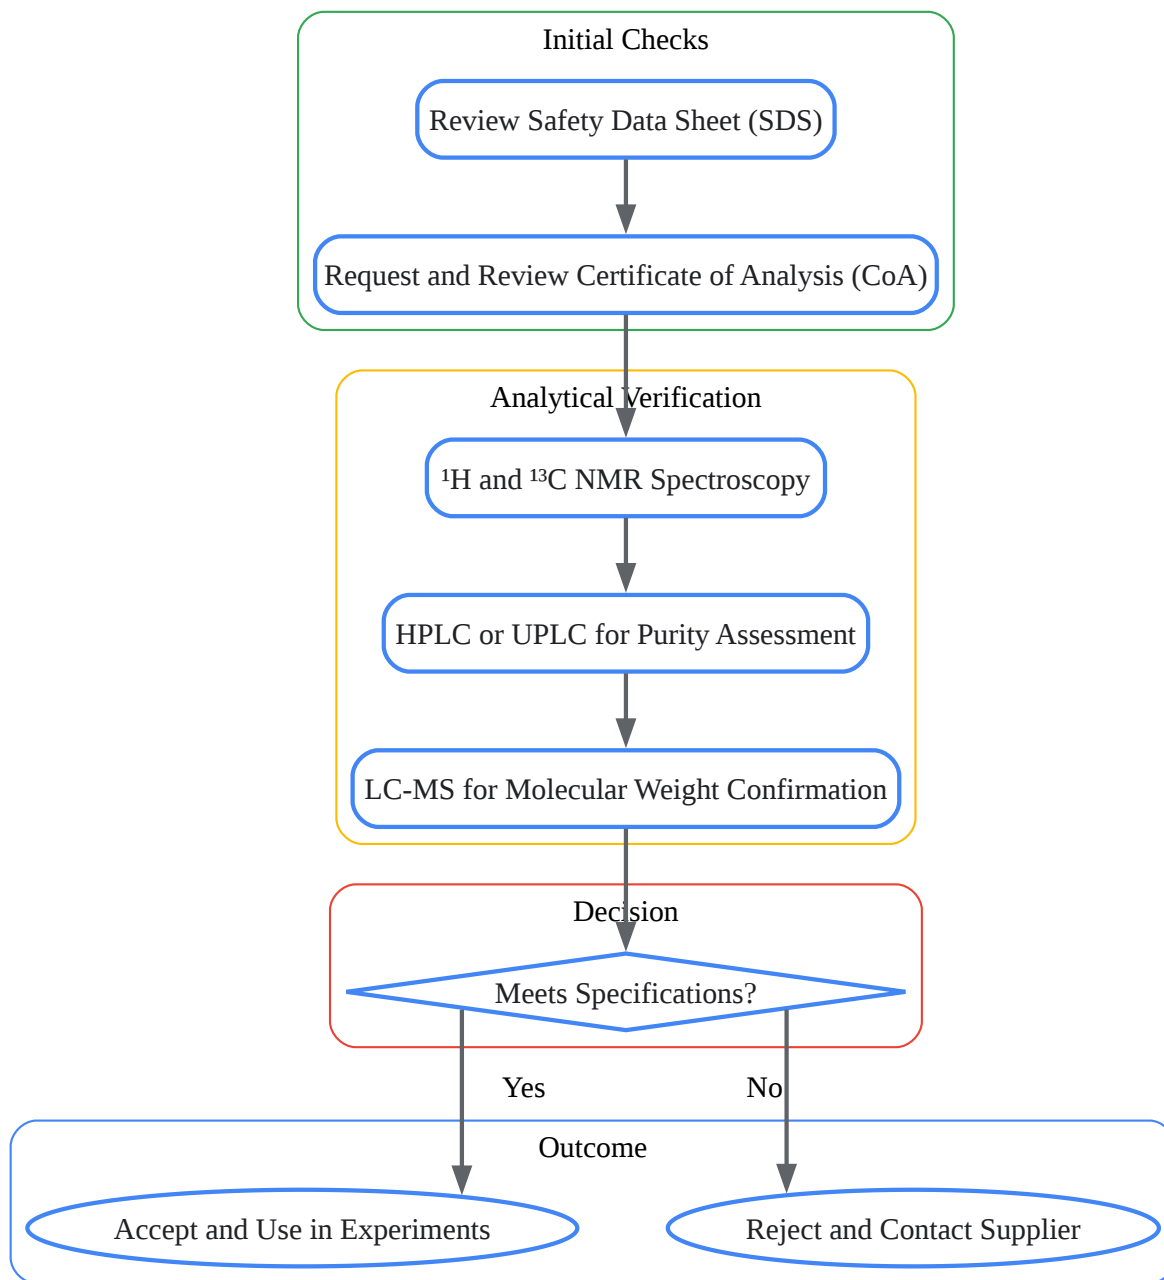 Initial Checks
Review Safety Data Sheet (SDS)
Request and Review Certificate of Analysis (CoA)
Analytical Verification
¹H and ¹³C NMR Spectroscopy
HPLC or UPLC for Purity Assessment
LC-MS for Molecular Weight Confirmation
Decision
Meets Specifications?
Yes
No
Outcome
Accept and Use in Experiments
Reject and Contact Supplier